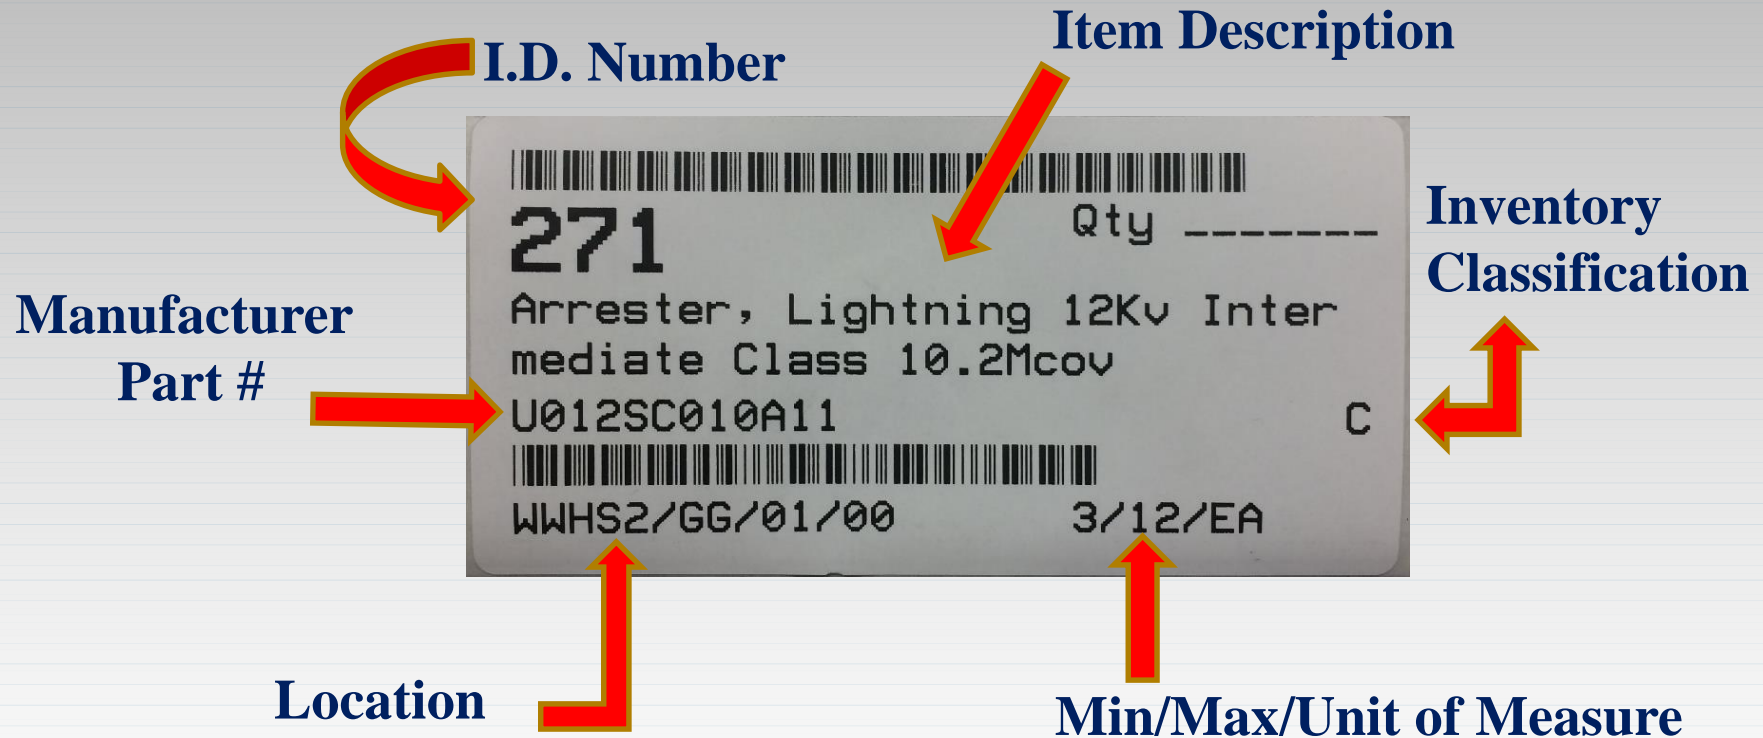 Item Description
I.D. Number
271
Qty _______
Inventory
Classification
Manufacturer
Part #
Arrester, Lightning 12Kv Inter
mediate Class 10.2Mcov
U012SC010A11
C
WWHS2/GG/01/00
3/12/EA
Location
Min/Max/Unit of Measure